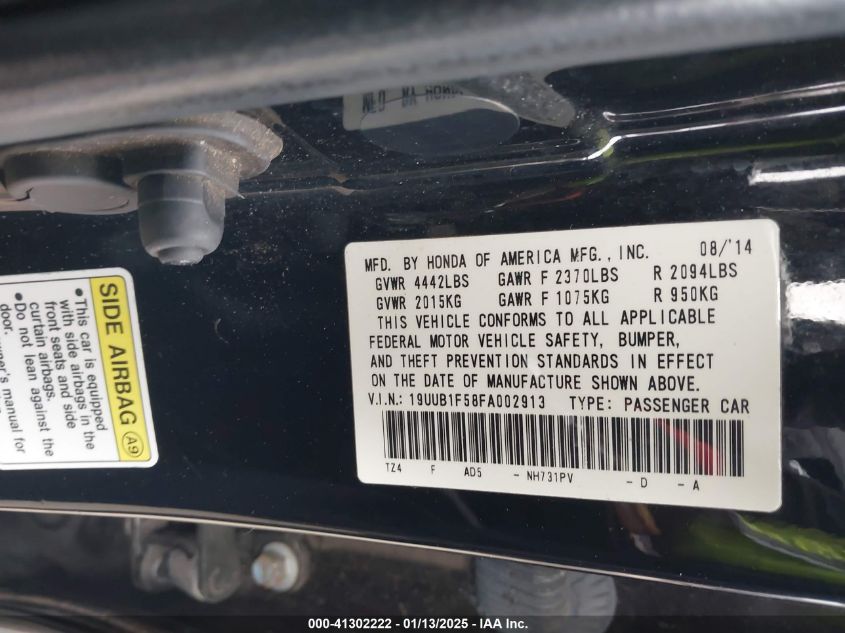 MFD. BY HONDA OF AMERICA MFG., INC. 08/'14
GVWR 4442LBS GAWR F 2370LBS R 2094LBS
GVWR 2015KG GAWR F 1075KG R 950KG
THIS VEHICLE CONFORMS TO ALL APPLICABLE
FEDERAL MOTOR VEHICLE SAFETY, BUMPER,
AND THEFT PREVENTION STANDARDS IN EFFECT
ON THE DATE OF MANUFACTURE SHOWN ABOVE.
V.I.N.: 19UUB1F58FA002913 TYPE: PASSENGER CAR
TZ4 F AD5 - NH731PV - D - A
SIDE AIRBAG A9
•This car is equipped
with side airbags in the
front seats and side
curtain airbags.
•Do not lean against
door.
owner's manual for
000-41302222 - 01/13/2025 - IAA Inc.